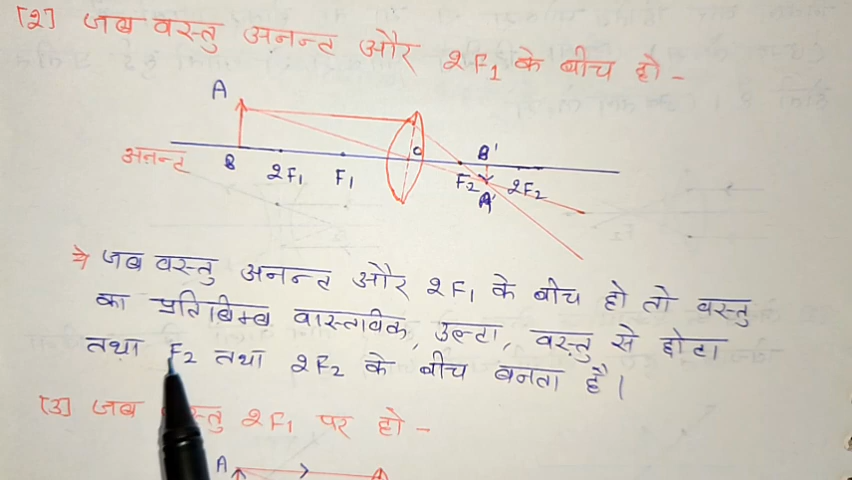 [2] जब वस्तु अनन्त और 2F₁ के बीच हो -
A
अनन्त B 2F₁ F₁ C F₂ B' 2F₂
A'
⇒ जब वस्तु अनन्त और 2F₁ के बीच हो तो वस्तु
का प्रतिबिम्ब वास्तविक, उल्टा, वस्तु से छोटा
तथा F₂ तथा 2F₂ के बीच बनता है।
[3] जब वस्तु 2F₁ पर हो -
A